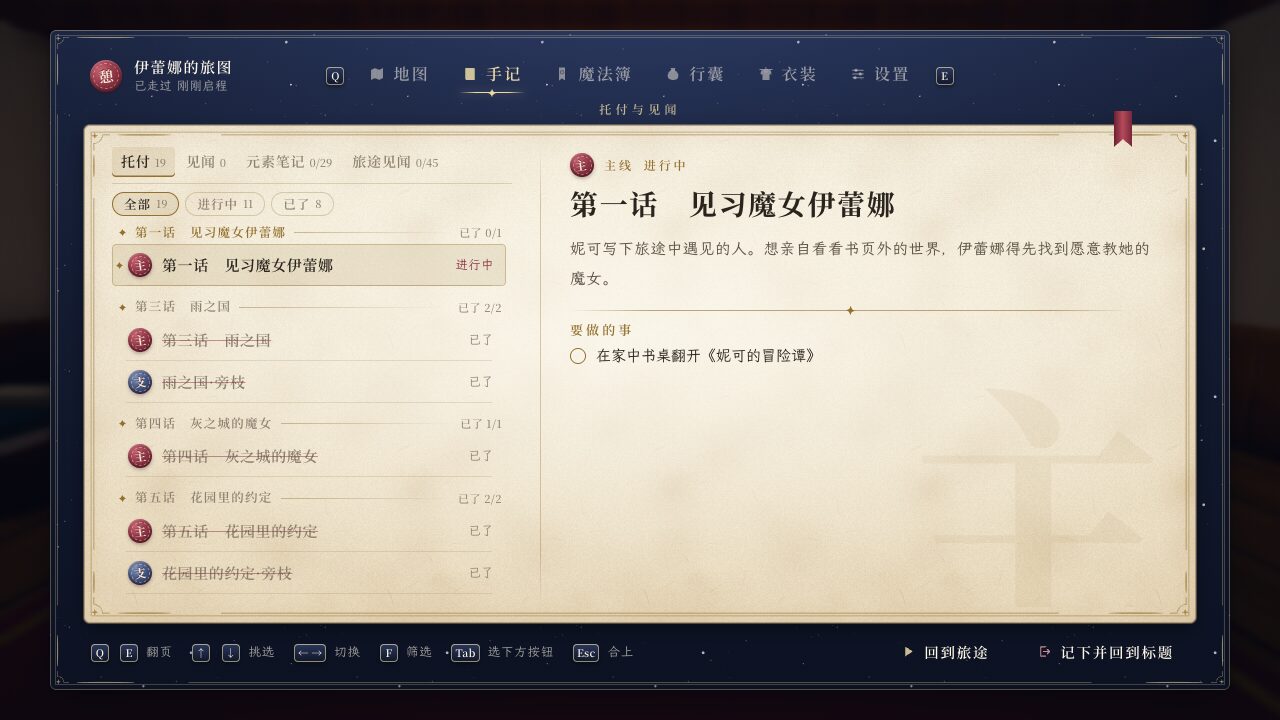 憩 伊蕾娜的旅图
已走过 刚刚启程
Q 地图 手记 魔法簿 行囊 衣装 设置 E
托付与见闻
托付 19 见闻 0 元素笔记 0/29 旅途见闻 0/45
全部 19 进行中 11 已了 8
第一话 见习魔女伊蕾娜 已了 0/1
主 第一话 见习魔女伊蕾娜 进行中
第三话 雨之国 已了 2/2
主 第三话 雨之国 已了
支 雨之国·旁枝 已了
第四话 灰之城的魔女 已了 1/1
主 第四话 灰之城的魔女 已了
第五话 花园里的约定 已了 2/2
主 第五话 花园里的约定 已了
支 花园里的约定·旁枝 已了
主 主线 进行中
第一话 见习魔女伊蕾娜
妮可写下旅途中遇见的人。想亲自看看书页外的世界,伊蕾娜得先找到愿意教她的
魔女。
要做的事
在家中书桌翻开《妮可的冒险谭》
主
Q E 翻页 ↑ ↓ 挑选 ←→ 切换 F 筛选 Tab 选下方按钮 Esc 合上
回到旅途 记下并回到标题